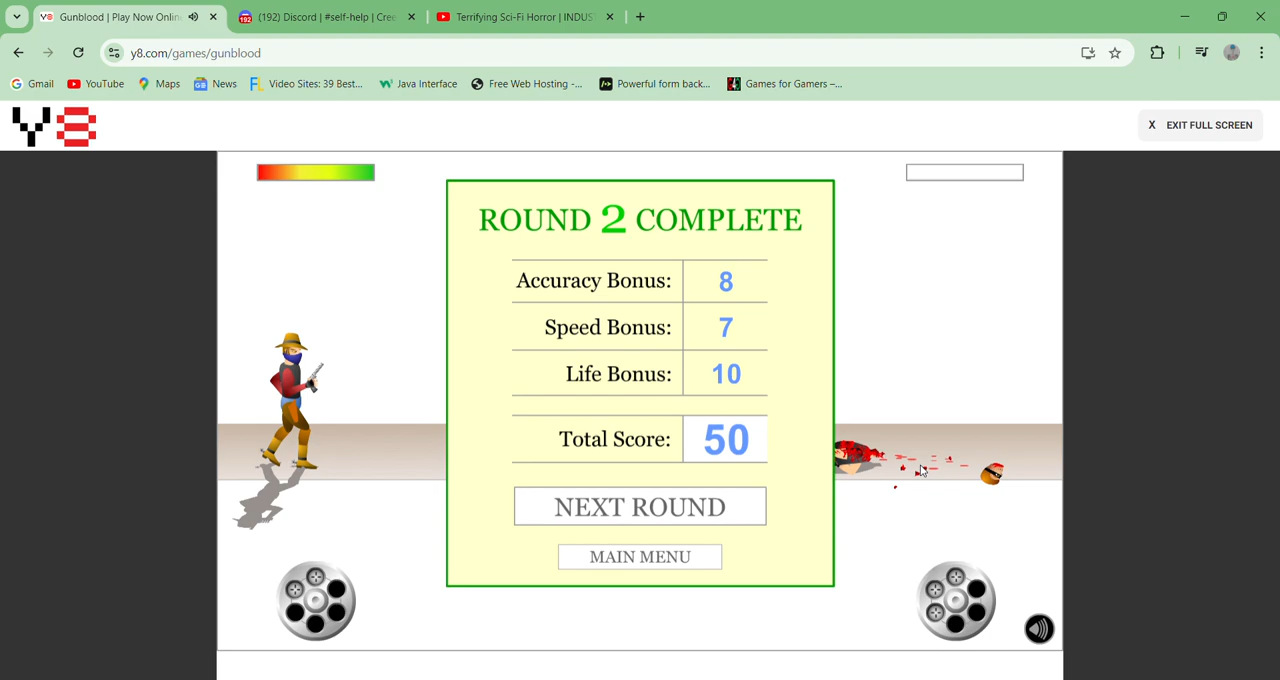 Gunblood | Play Now Onlin
(192) Discord | #self-help | Cree
Terrifying Sci-Fi Horror | INDUS
y8.com/games/gunblood
Gmail
YouTube
Maps
News
Video Sites: 39 Best...
Java Interface
Free Web Hosting -...
Powerful form back...
Games for Gamers –...
Y8
X EXIT FULL SCREEN
ROUND 2 COMPLETE
Accuracy Bonus: 8
Speed Bonus: 7
Life Bonus: 10
Total Score: 50
NEXT ROUND
MAIN MENU